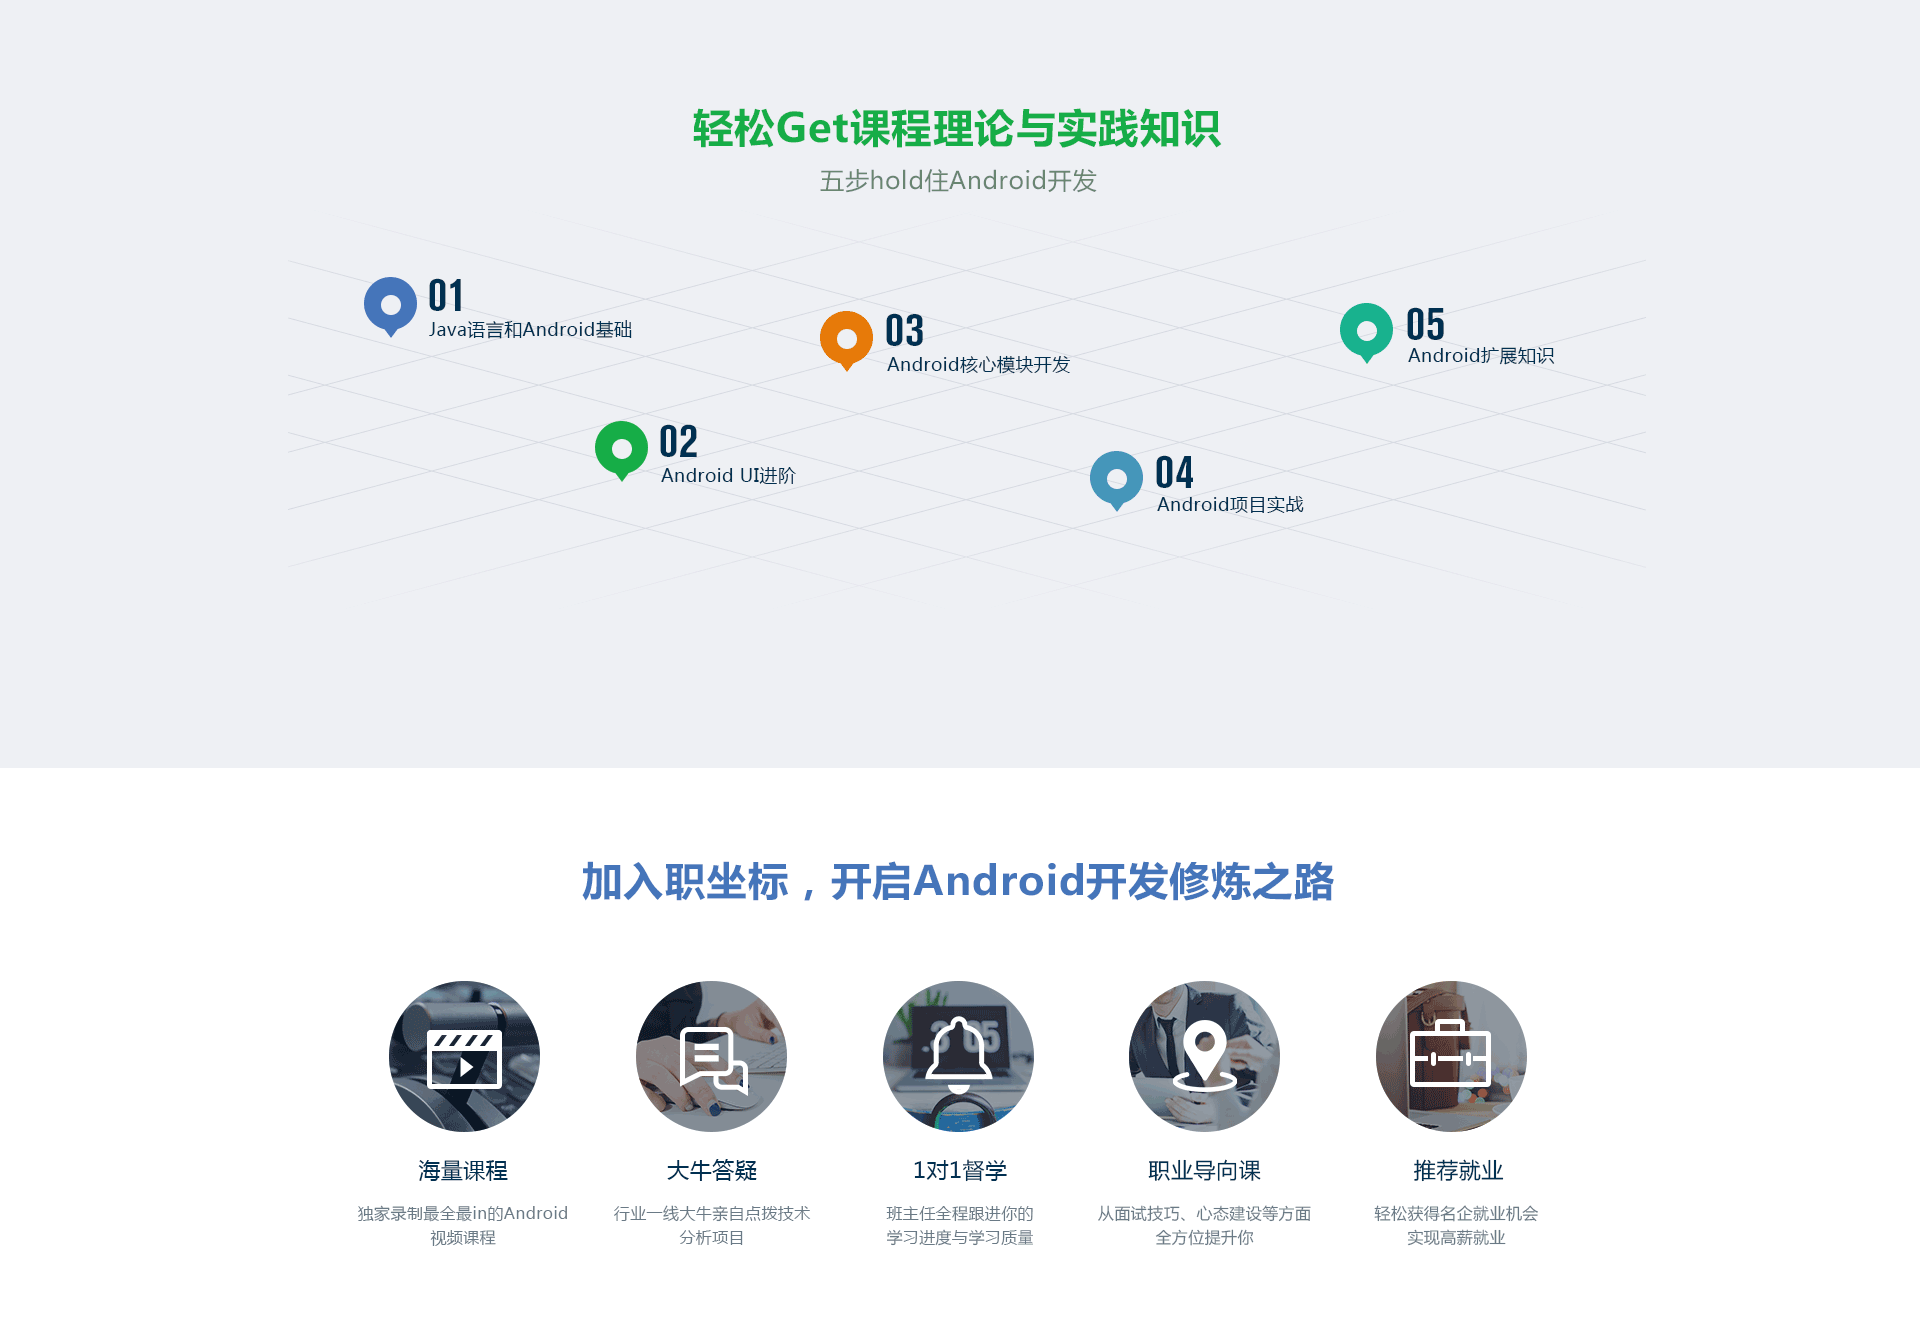 轻松Get课程理论与实践知识
五步hold住Android开发
01
Java语言和Android基础
02
Android UI进阶
03
Android核心模块开发
04
Android项目实战
05
Android扩展知识
加入职坐标，开启Android开发修炼之路
海量课程
独家录制最全最in的Android
视频课程
大牛答疑
行业一线大牛亲自点拨技术
分析项目
3:05
1对1督学
班主任全程跟进你的
学习进度与学习质量
职业导向课
从面试技巧、心态建设等方面
全方位提升你
推荐就业
轻松获得名企就业机会
实现高薪就业